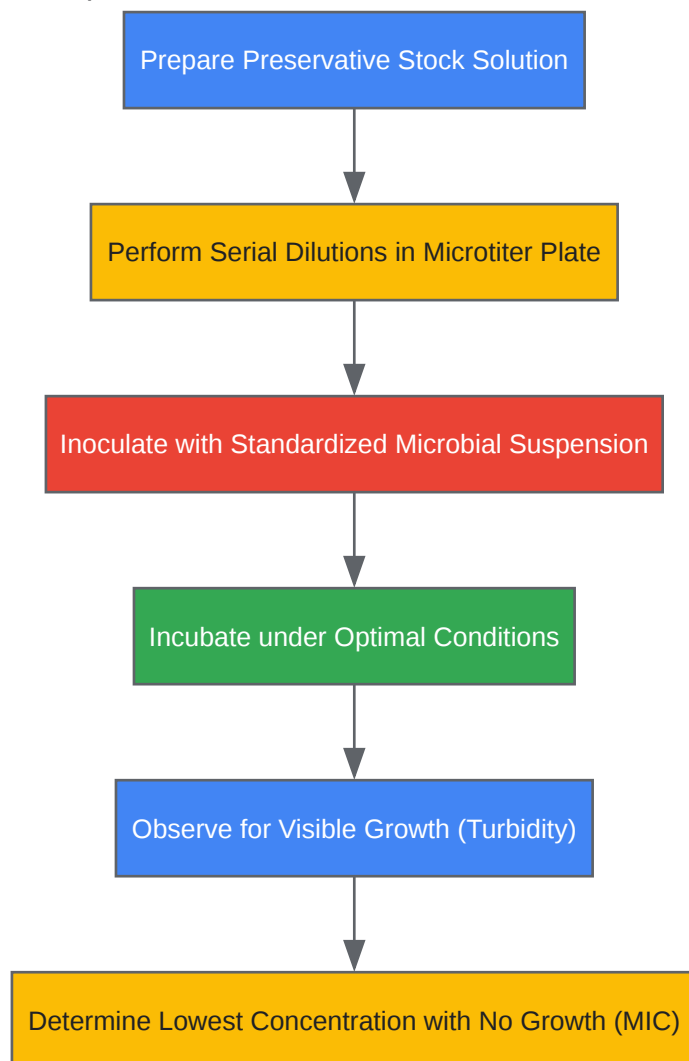 Prepare Preservative Stock Solution
Perform Serial Dilutions in Microtiter Plate
Inoculate with Standardized Microbial Suspension
Incubate under Optimal Conditions
Observe for Visible Growth (Turbidity)
Determine Lowest Concentration with No Growth (MIC)